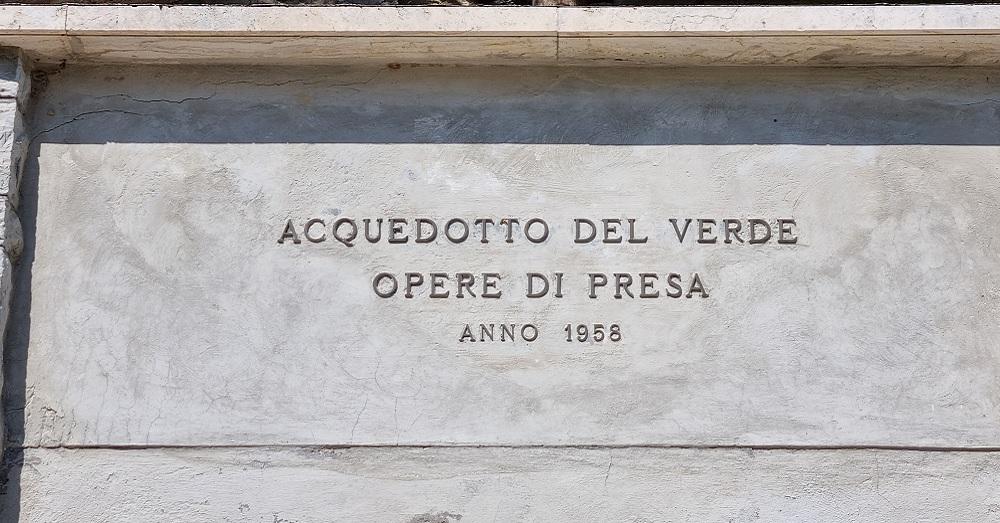 ACQUEDOTTO DEL VERDE
OPERE DI PRESA
ANNO 1958